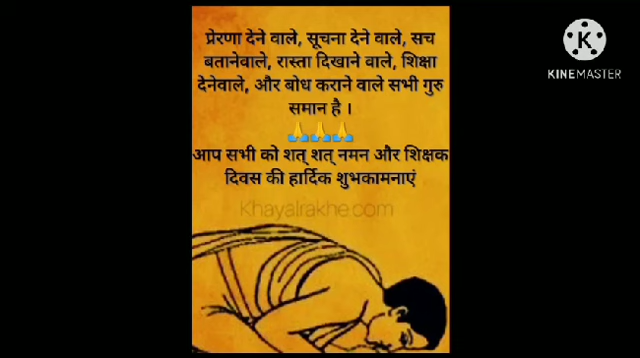 प्रेरणा देने वाले, सूचना देने वाले, सच
बतानेवाले, रास्ता दिखाने वाले, शिक्षा
देनेवाले, और बोध कराने वाले सभी गुरु
समान है ।
🙏🙏🙏
आप सभी को शत् शत् नमन और शिक्षक
दिवस की हार्दिक शुभकामनाएं
Khayalrakhe.com
K
KINEMASTER